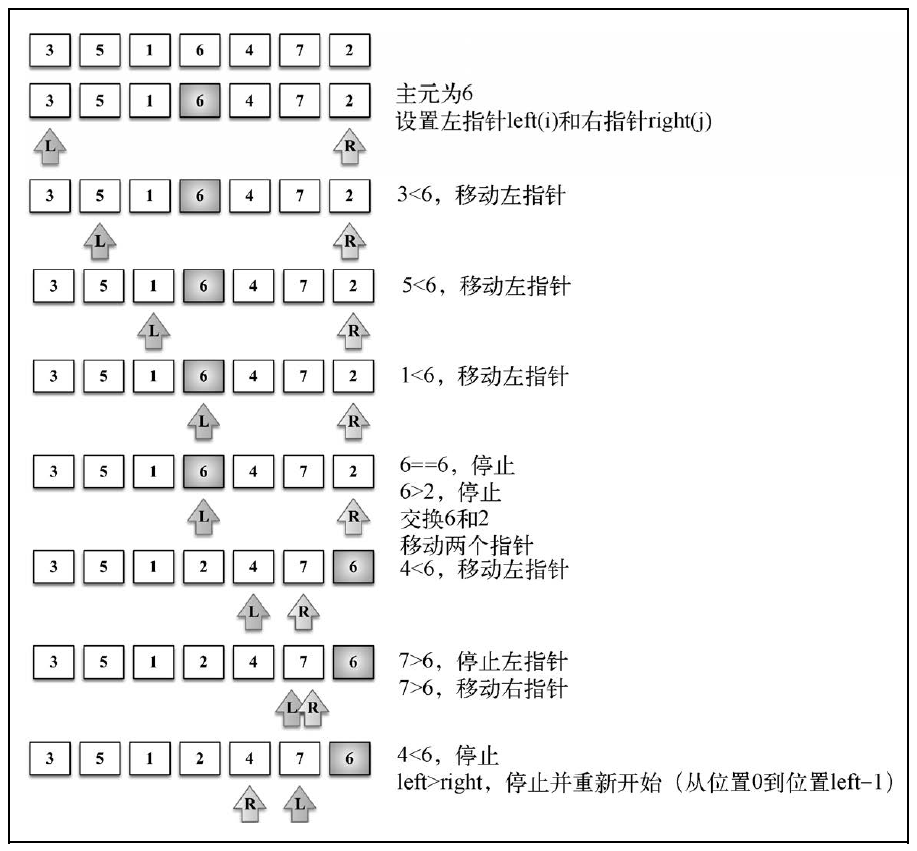 3 5 1 6 4 7 2
3 5 1 6 4 7 2
主元为6
设置左指针left(i)和右指针right(j)
L R
3 5 1 6 4 7 2 3<6，移动左指针
L R
3 5 1 6 4 7 2 5<6，移动左指针
L R
3 5 1 6 4 7 2 1<6，移动左指针
L R
3 5 1 6 4 7 2
6==6，停止
6>2，停止
L R
交换6和2
移动两个指针
3 5 1 2 4 7 6 4<6，移动左指针
L R
3 5 1 2 4 7 6
7>6，停止左指针
7>6，移动右指针
L R
3 5 1 2 4 7 6
4<6，停止
left>right，停止并重新开始（从位置0到位置left-1）
R L